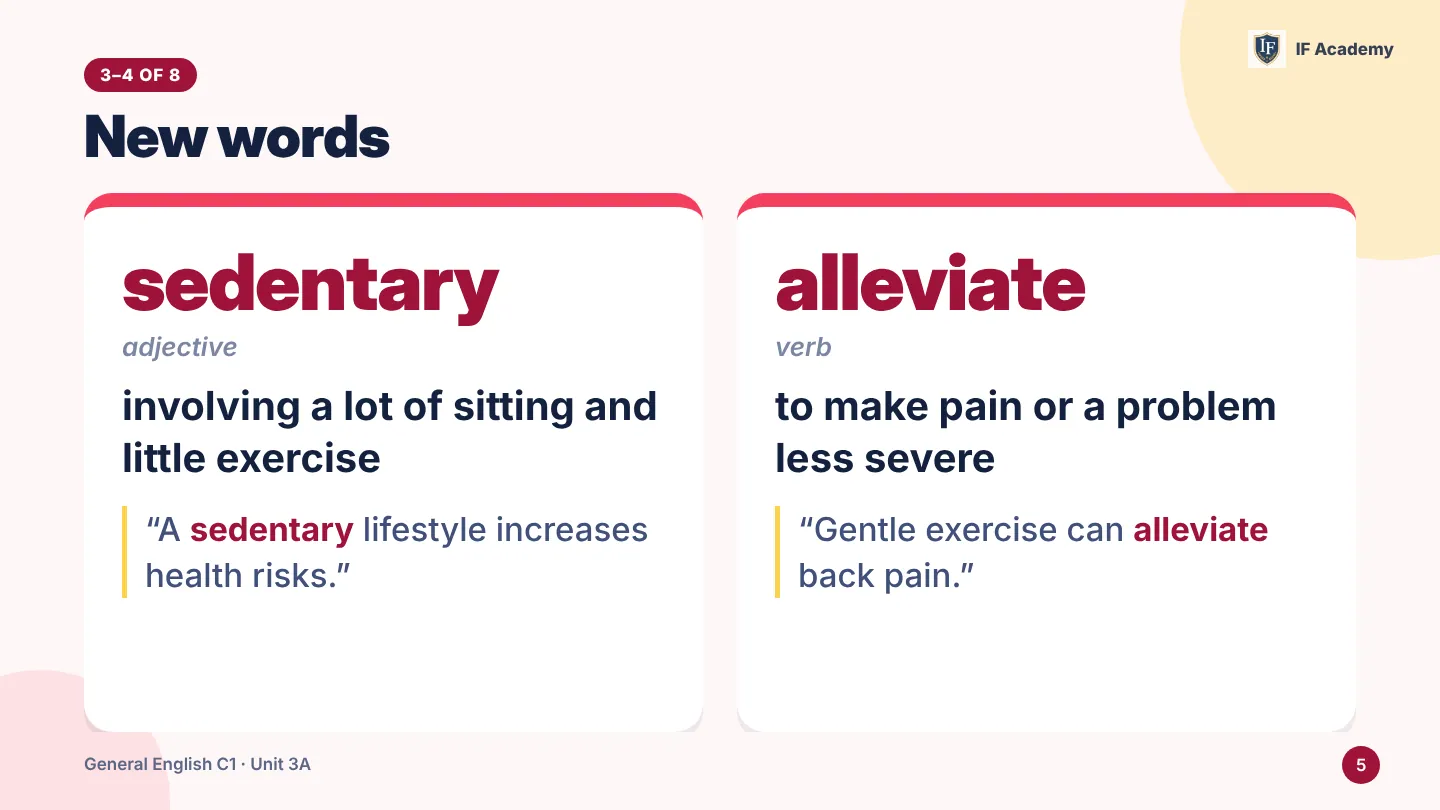 IF
IF Academy
3–4 OF 8
New words
sedentary
adjective
involving a lot of sitting and
little exercise
“A sedentary lifestyle increases
health risks.”
alleviate
verb
to make pain or a problem
less severe
“Gentle exercise can alleviate
back pain.”
General English C1 · Unit 3A
5